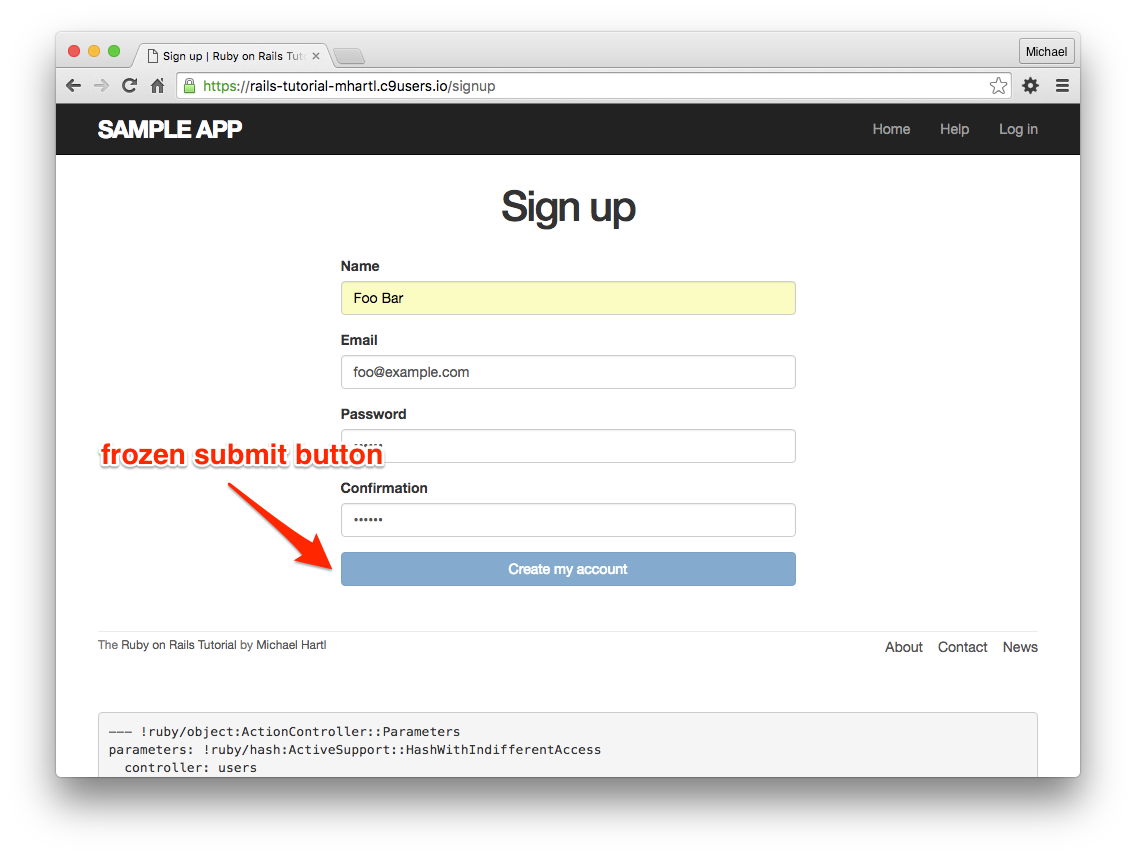 Sign up | Ruby on Rails Tut
Michael
https://rails-tutorial-mhartl.c9users.io/signup
SAMPLE APP
Home Help Log in
Sign up
Name
Foo Bar
Email
foo@example.com
Password
••••••
frozen submit button
Confirmation
••••••
Create my account
The Ruby on Rails Tutorial by Michael Hartl
About Contact News
--- !ruby/object:ActionController::Parameters
parameters: !ruby/hash:ActiveSupport::HashWithIndifferentAccess
  controller: users